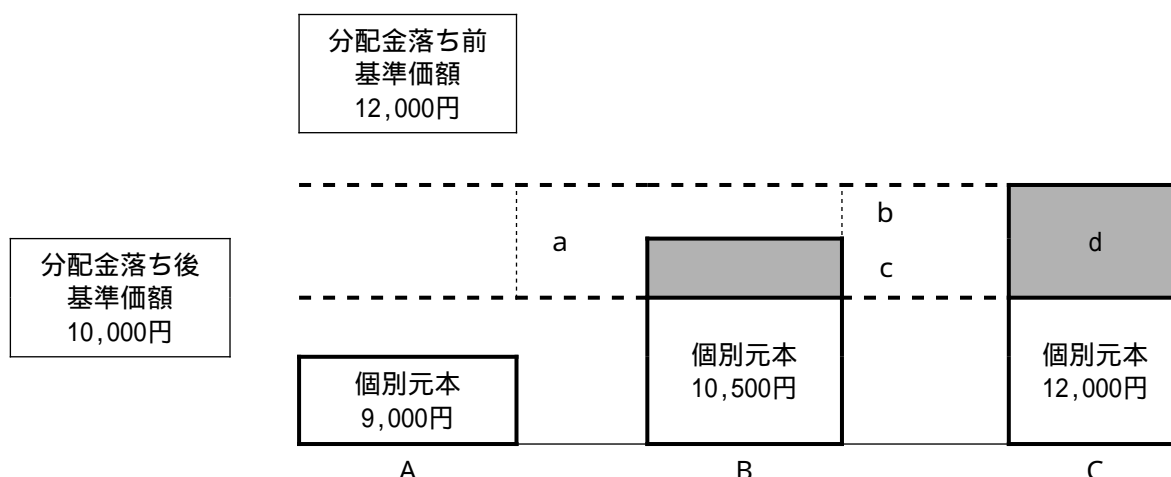 分配金落ち前
基準価額
12,000円
a
b
c
d
分配金落ち後
基準価額
10,000円
個別元本
9,000円
個別元本
10,500円
個別元本
12,000円
A
B
C